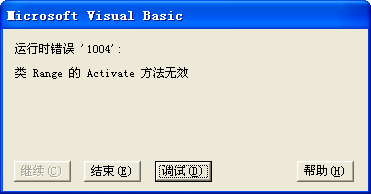 Microsoft Visual Basic
运行时错误 '1004':
类 Range 的 Activate 方法无效
继续(C) 结束(E) 调试(D) 帮助(H)